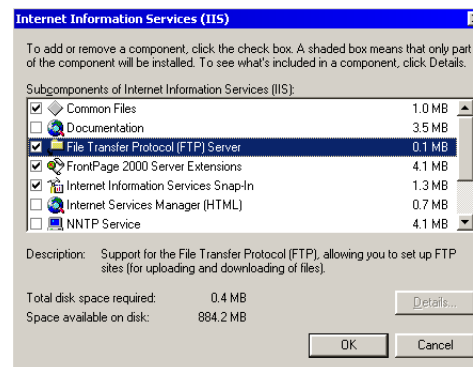 Internet Information Services (IIS)
To add or remove a component, click the check box. A shaded box means that only part
of the component will be installed. To see what's included in a component, click Details.
Subcomponents of Internet Information Services (IIS):
Common Files 1.0 MB
Documentation 3.5 MB
File Transfer Protocol (FTP) Server 0.1 MB
FrontPage 2000 Server Extensions 4.1 MB
Internet Information Services Snap-In 1.3 MB
Internet Services Manager (HTML) 0.7 MB
NNTP Service 4.1 MB
Description: Support for the File Transfer Protocol (FTP), allowing you to set up FTP
sites (for uploading and downloading of files).
Total disk space required: 0.4 MB
Space available on disk: 884.2 MB
Details...
OK Cancel